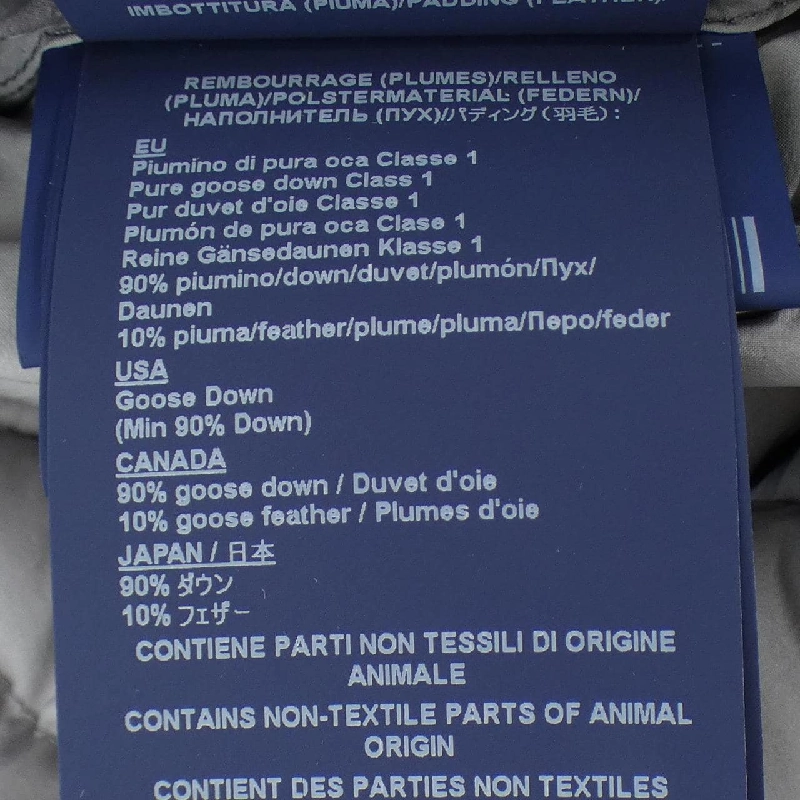 IMBOTTITURA (PIUMA)/PADDING (FEATHER)/
REMBOURRAGE (PLUMES)/RELLENO
(PLUMA)/POLSTERMATERIAL (FEDERN)/
НАПОЛНИТЕЛЬ (ПУХ)/パディング(羽毛):
EU
Piumino di pura oca Classe 1
Pure goose down Class 1
Pur duvet d'oie Classe 1
Plumón de pura oca Clase 1
Reine Gänsedaunen Klasse 1
90% piumino/down/duvet/plumón/Пух/
Daunen
10% piuma/feather/plume/pluma/Перо/feder
USA
Goose Down
(Min 90% Down)
CANADA
90% goose down / Duvet d'oie
10% goose feather / Plumes d'oie
JAPAN / 日本
90% ダウン
10% フェザー
CONTIENE PARTI NON TESSILI DI ORIGINE
ANIMALE
CONTAINS NON-TEXTILE PARTS OF ANIMAL
ORIGIN
CONTIENT DES PARTIES NON TEXTILES